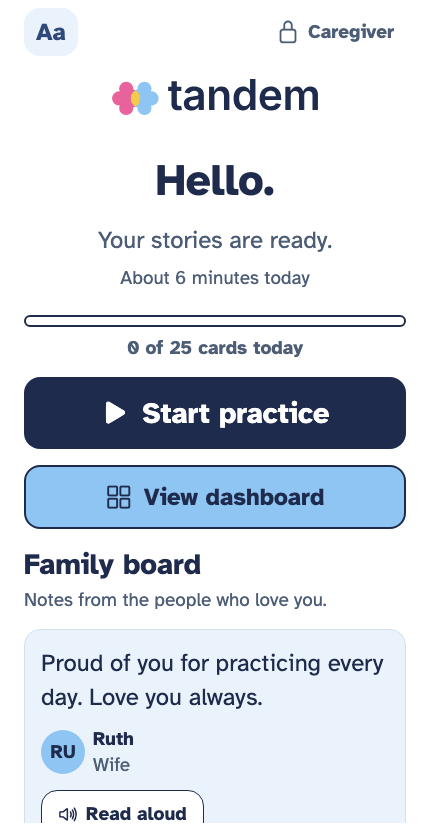 Aa
Caregiver
tandem
Hello.
Your stories are ready.
About 6 minutes today
0 of 25 cards today
Start practice
View dashboard
Family board
Notes from the people who love you.
Proud of you for practicing every
day. Love you always.
RU
Ruth
Wife
Read aloud